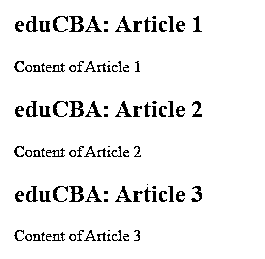 eduCBA: Article 1
Content of Article 1
eduCBA: Article 2
Content of Article 2
eduCBA: Article 3
Content of Article 3